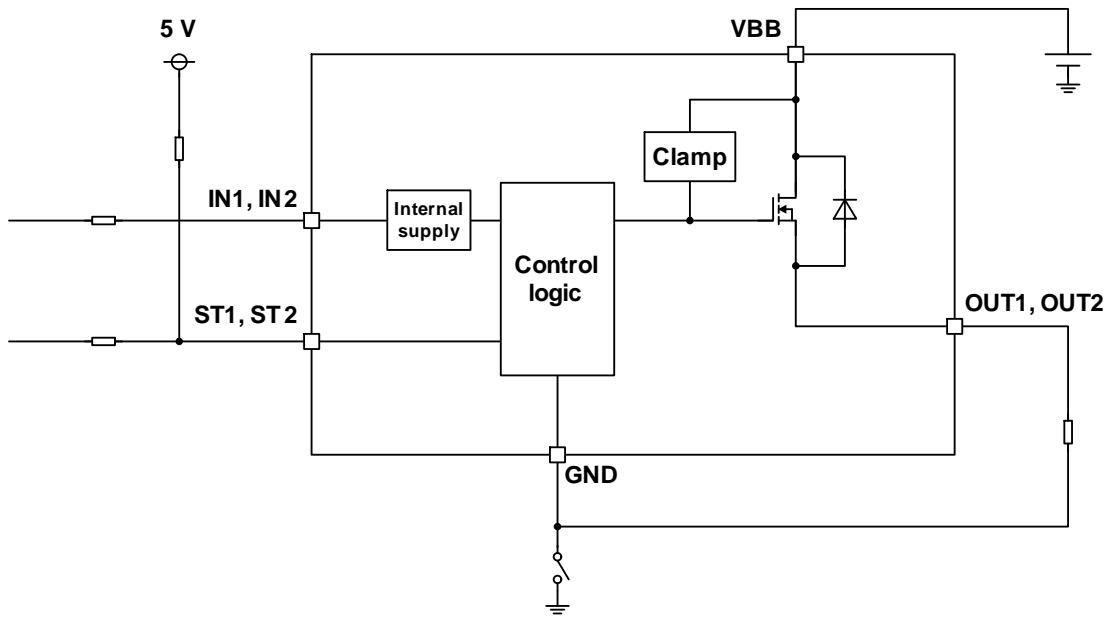 5 V
VBB
Clamp
IN1, IN2
Internal
supply
Control
logic
ST1, ST2
OUT1, OUT2
GND